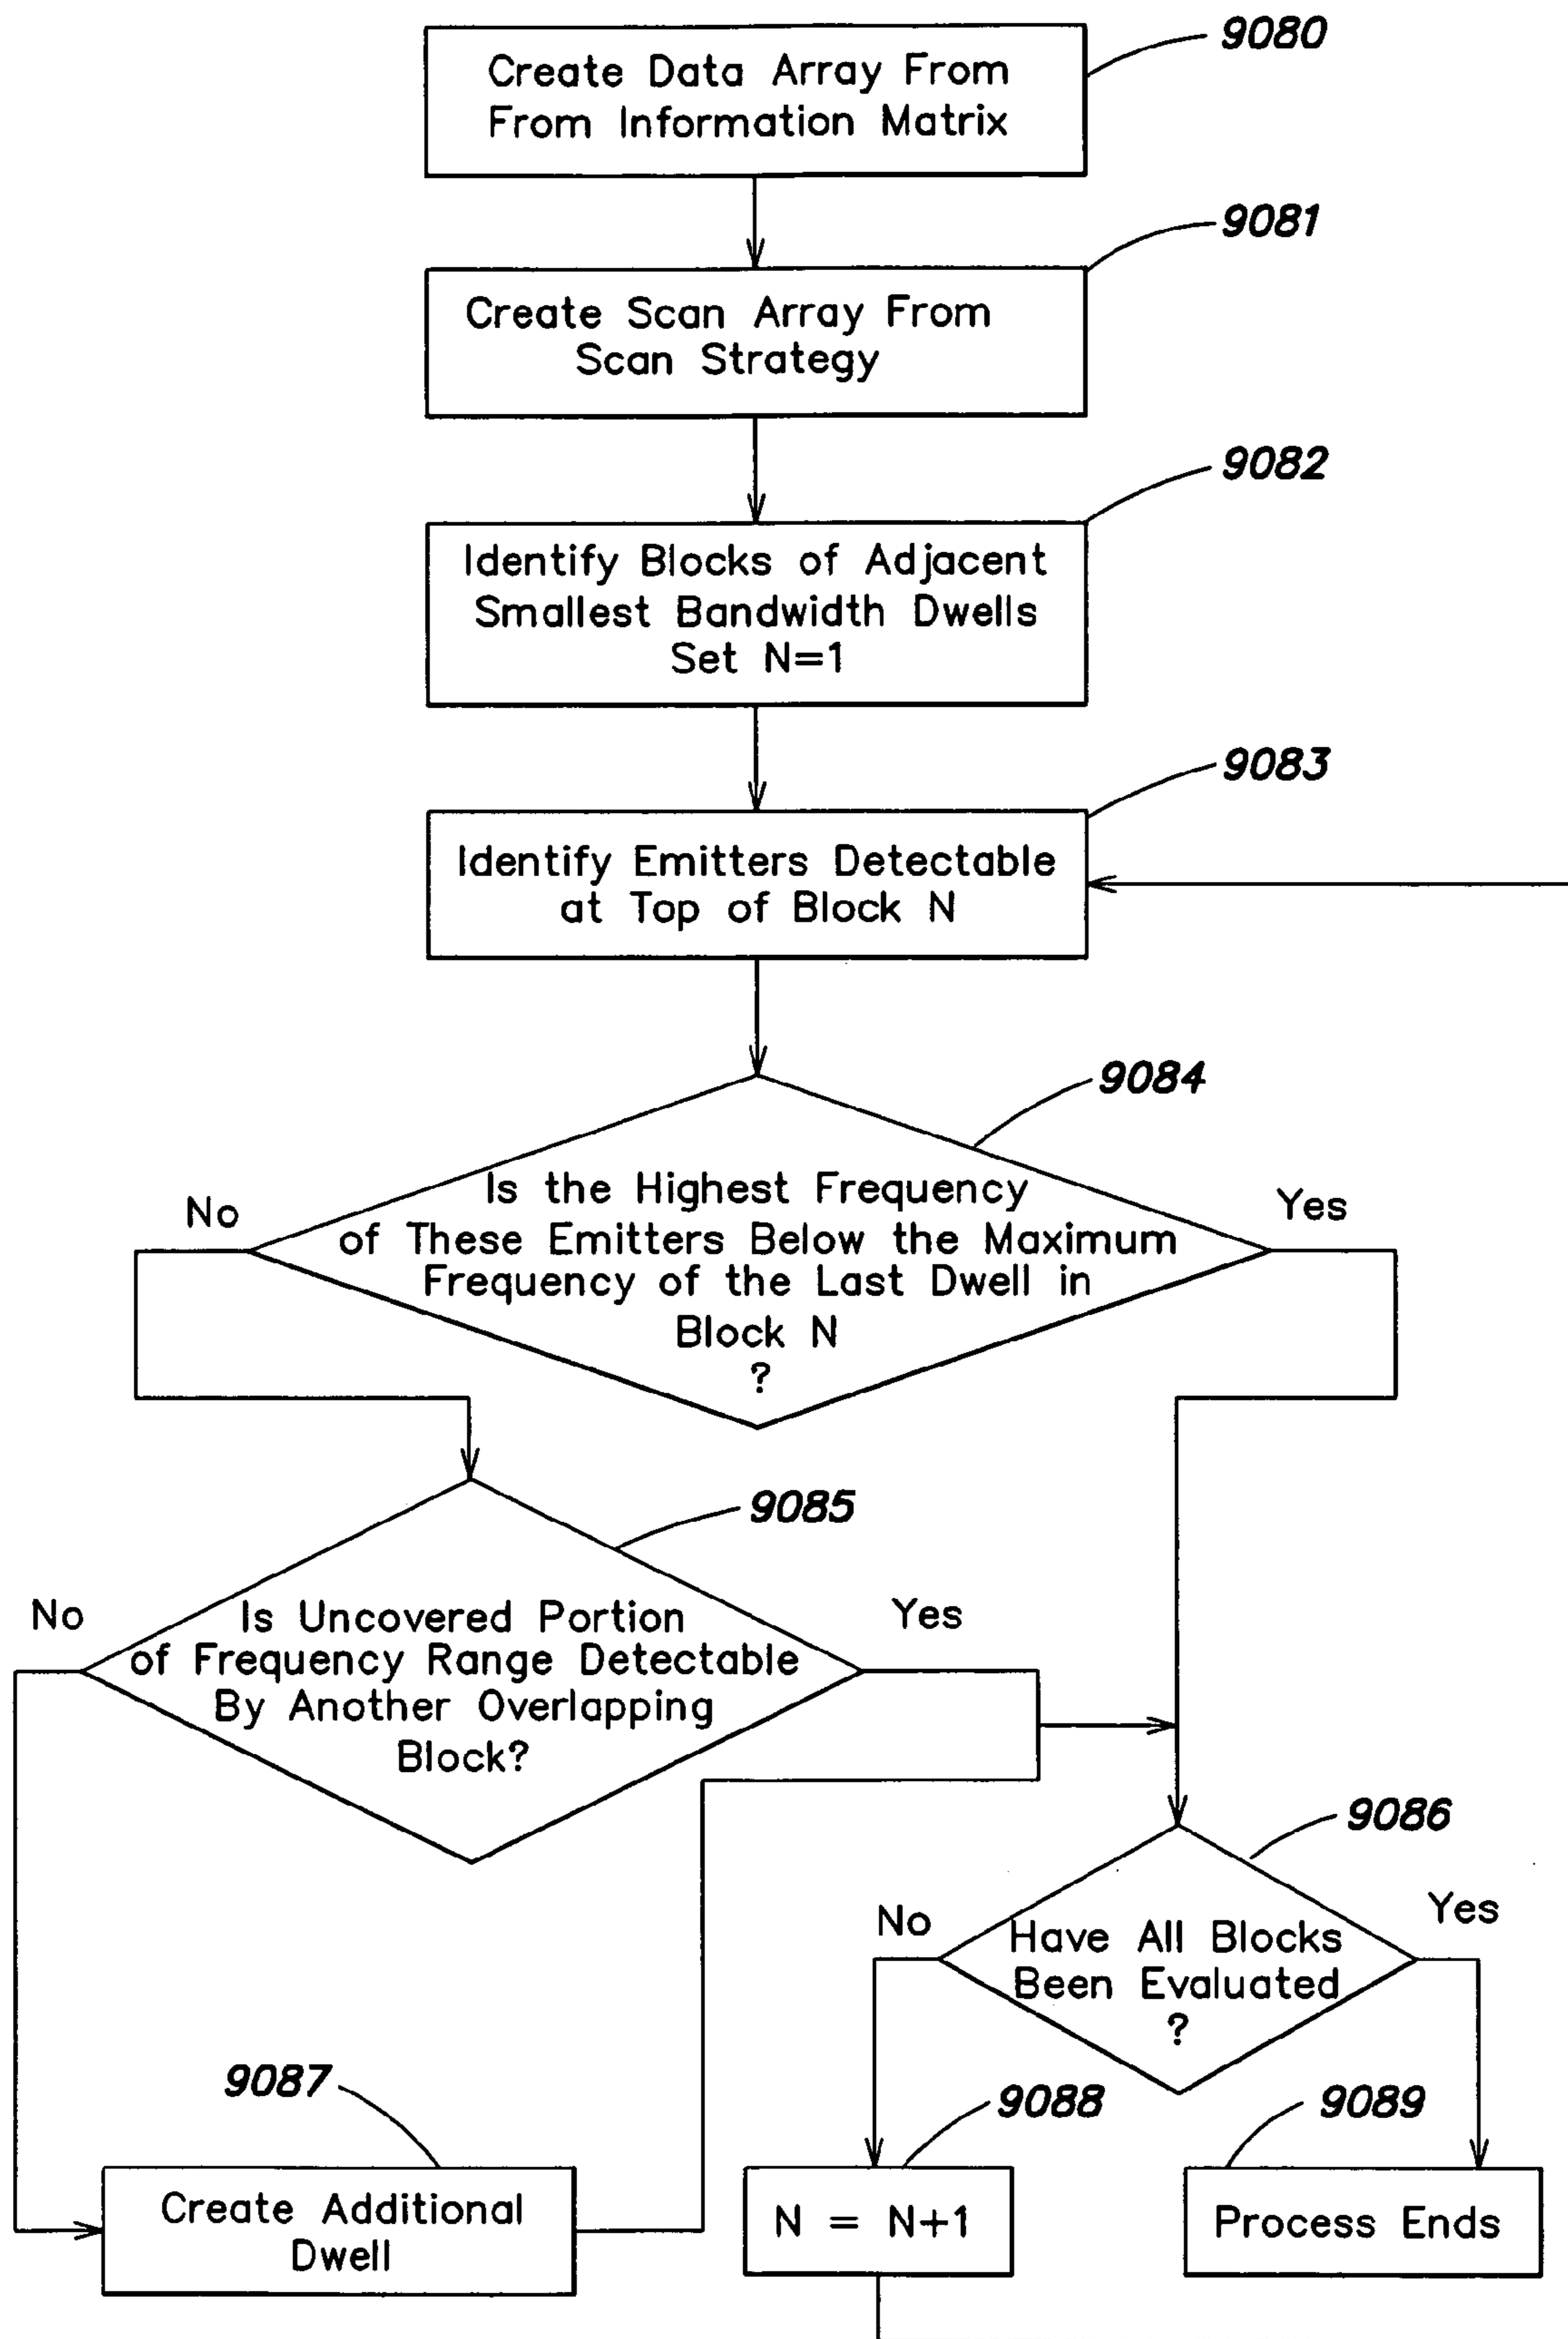 9080
Create Data Array From
From Information Matrix
9081
Create Scan Array From
Scan Strategy
9082
Identify Blocks of Adjacent
Smallest Bandwidth Dwells
Set N=1
9083
Identify Emitters Detectable
at Top of Block N
9084
Is the Highest Frequency
of These Emitters Below the Maximum
Frequency of the Last Dwell in
Block N
?
No
Yes
9085
Is Uncovered Portion
of Frequency Range Detectable
By Another Overlapping
Block?
No
Yes
9086
Have All Blocks
Been Evaluated
?
No
Yes
9087
Create Additional
Dwell
9088
N = N+1
9089
Process Ends